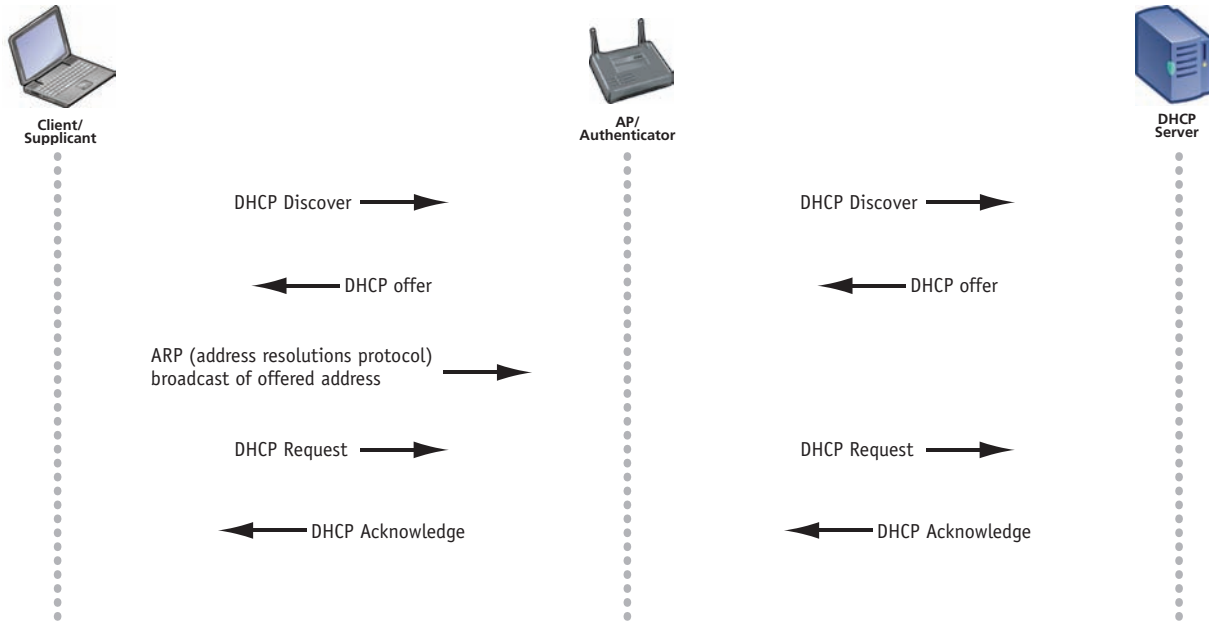 Client/
Supplicant
AP/
Authenticator
DHCP
Server
DHCP Discover
DHCP Discover
DHCP offer
DHCP offer
ARP (address resolutions protocol)
broadcast of offered address
DHCP Request
DHCP Request
DHCP Acknowledge
DHCP Acknowledge